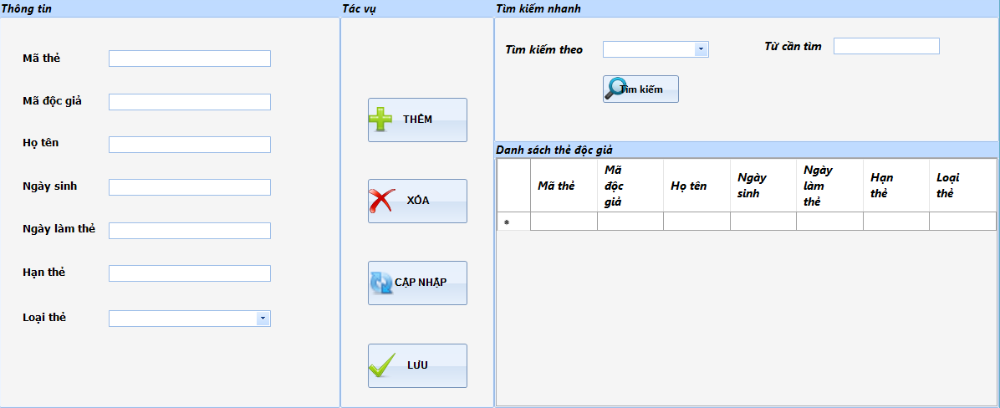 Thông tin
Mã thẻ
Mã độc giả
Họ tên
Ngày sinh
Ngày làm thẻ
Hạn thẻ
Loại thẻ
Tác vụ
THÊM
XÓA
CẬP NHẬP
LƯU
Tìm kiếm nhanh
Tìm kiếm theo
Từ cần tìm
Tìm kiếm
Danh sách thẻ độc giả
Mã thẻ
Mã
độc
giả
Họ tên
Ngày
sinh
Ngày
làm
thẻ
Hạn
thẻ
Loại
thẻ
*